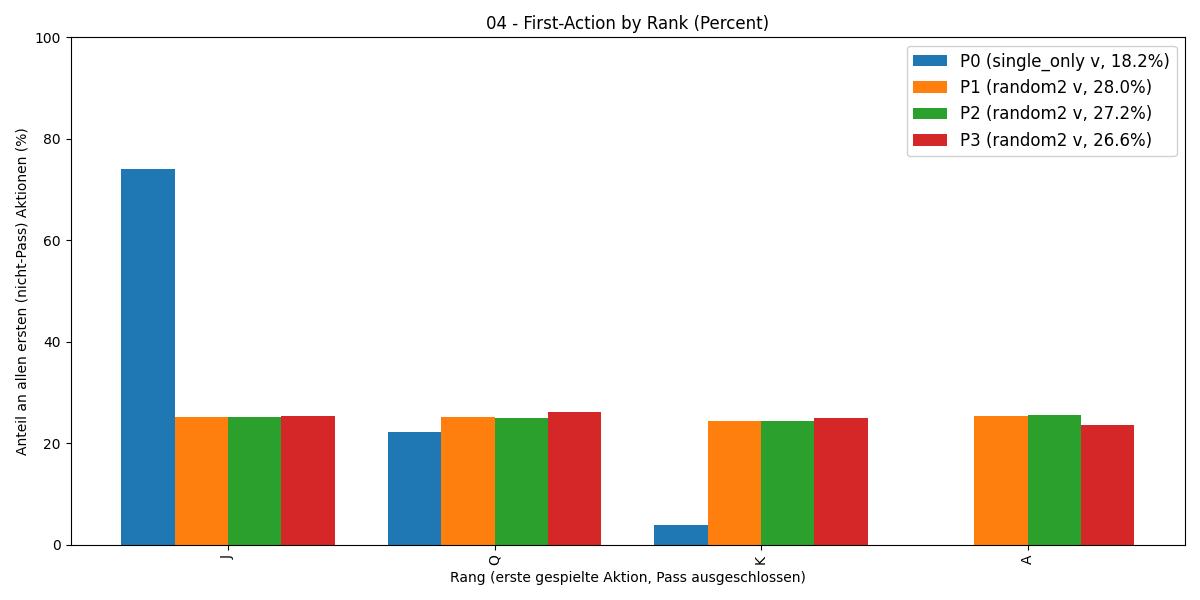 04 - First-Action by Rank (Percent)
Anteil an allen ersten (nicht-Pass) Aktionen (%)
100
80
60
40
20
0
P0 (single_only v, 18.2%)
P1 (random2 v, 28.0%)
P2 (random2 v, 27.2%)
P3 (random2 v, 26.6%)
J
Q
K
A
Rang (erste gespielte Aktion, Pass ausgeschlossen)